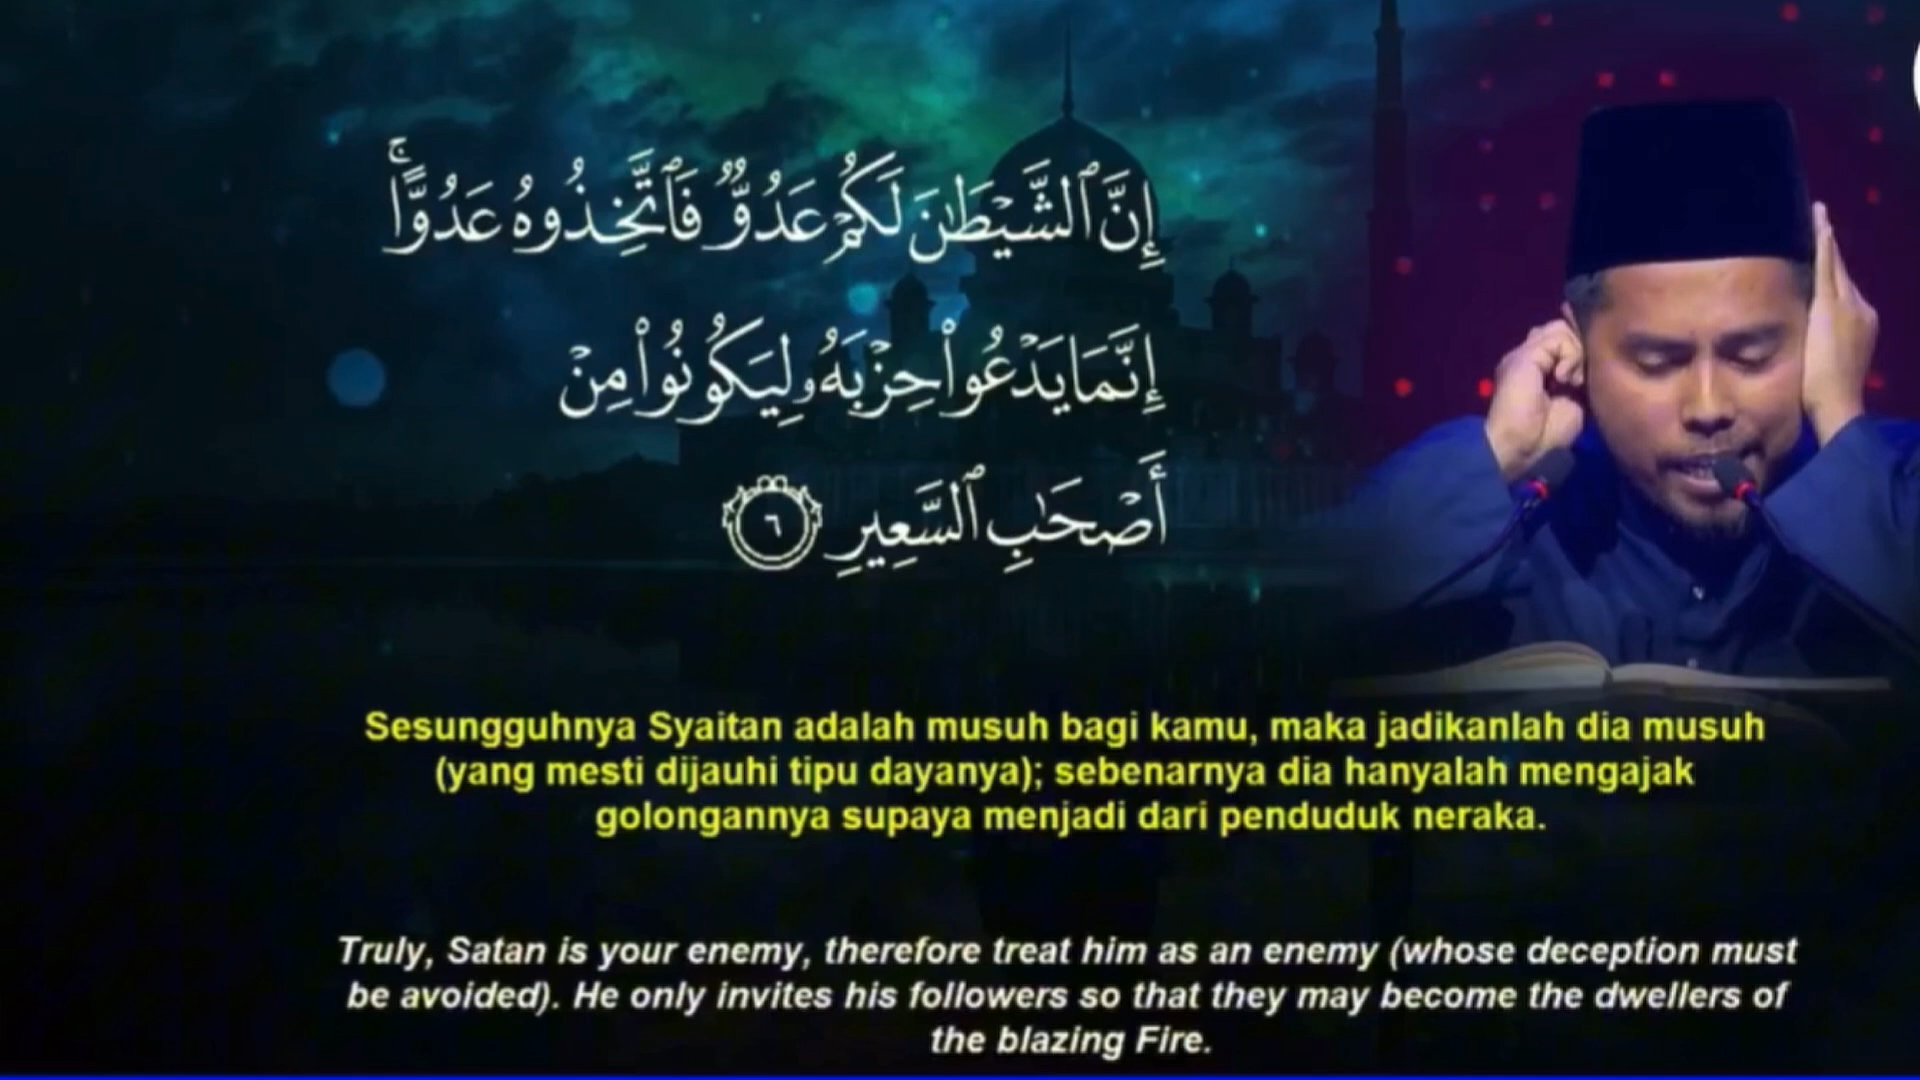 إِنَّ ٱلشَّيْطَٰنَ لَكُمْ عَدُوٌّ فَٱتَّخِذُوهُ عَدُوًّا ۚ
إِنَّمَا يَدْعُوا۟ حِزْبَهُۥ لِيَكُونُوا۟ مِنْ
أَصْحَٰبِ ٱلسَّعِيرِ ٦
Sesungguhnya Syaitan adalah musuh bagi kamu, maka jadikanlah dia musuh
(yang mesti dijauhi tipu dayanya); sebenarnya dia hanyalah mengajak
golongannya supaya menjadi dari penduduk neraka.
Truly, Satan is your enemy, therefore treat him as an enemy (whose deception must
be avoided). He only invites his followers so that they may become the dwellers of
the blazing Fire.